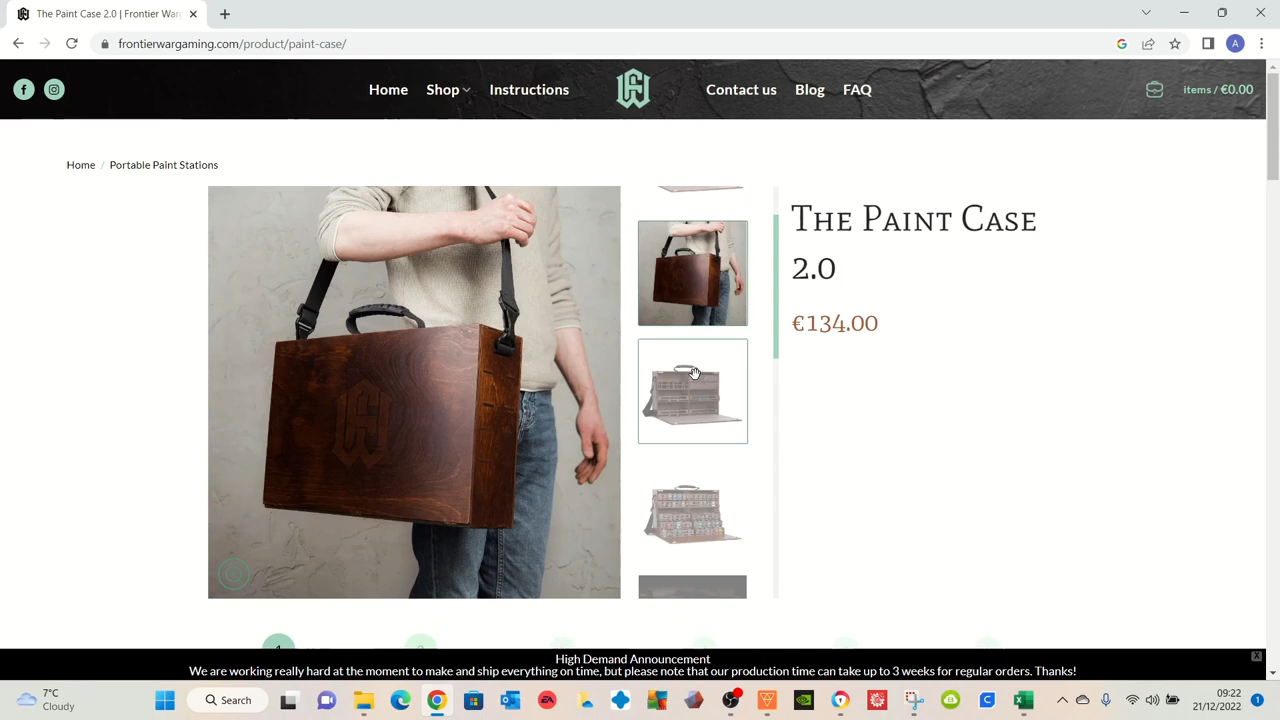 The Paint Case 2.0 | Frontier War
frontierwargaming.com/product/paint-case/
A
Home
Shop
Instructions
Contact us
Blog
FAQ
items / €0.00
Home / Portable Paint Stations
The Paint Case
2.0
€134.00
High Demand Announcement
X
We are working really hard at the moment to make and ship everything on time, but please note that our production time can take up to 3 weeks for regular orders. Thanks!
7°C
Cloudy
Search
EA
09:22
21/12/2022
1